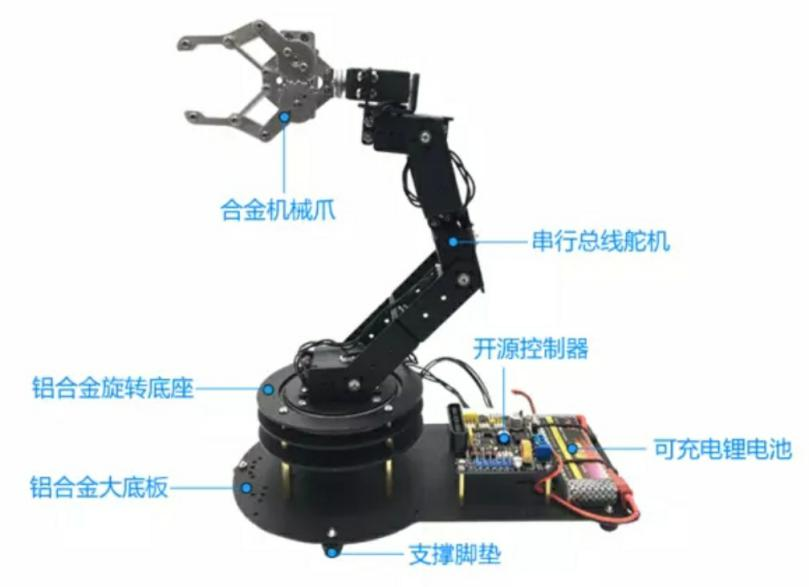 合金机械爪
串行总线舵机
开源控制器
铝合金旋转底座
可充电锂电池
铝合金大底板
支撑脚垫